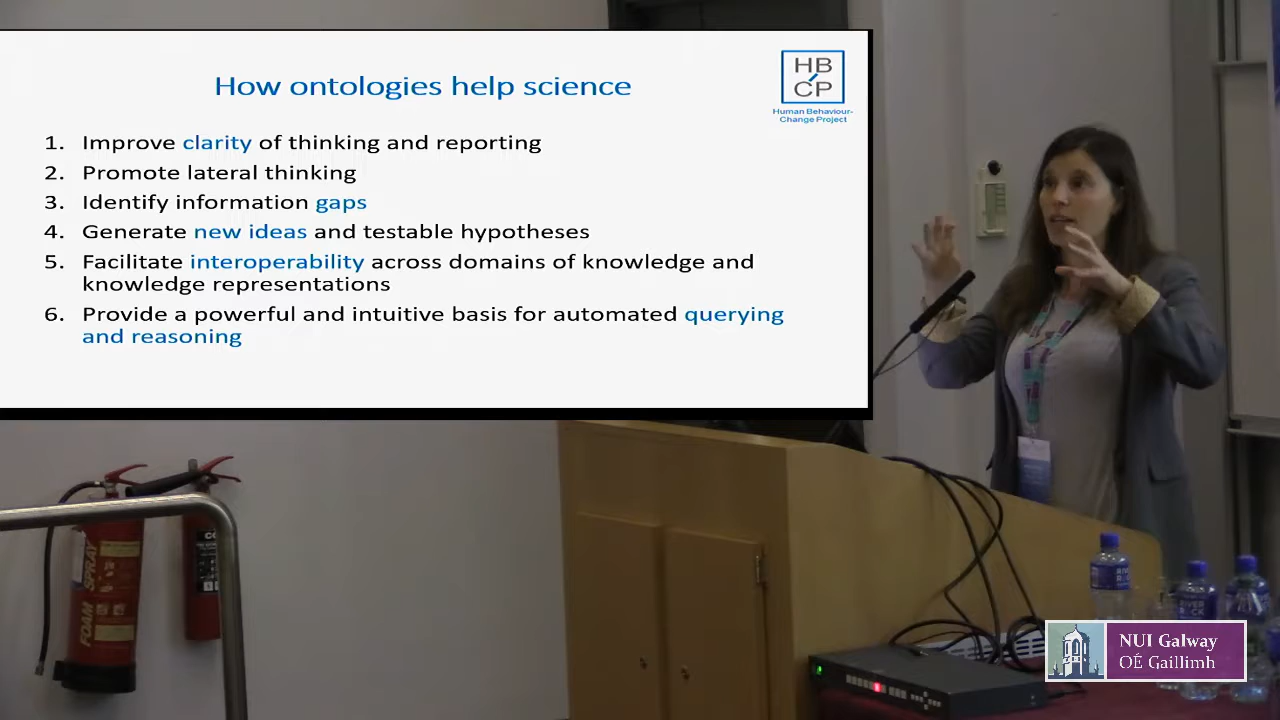 How ontologies help science
HB
CP
Human Behaviour-
Change Project
1. Improve clarity of thinking and reporting
2. Promote lateral thinking
3. Identify information gaps
4. Generate new ideas and testable hypotheses
5. Facilitate interoperability across domains of knowledge and
knowledge representations
6. Provide a powerful and intuitive basis for automated querying
and reasoning
FOAM SPRAY
RIVER
NUI Galway
OÉ Gaillimh